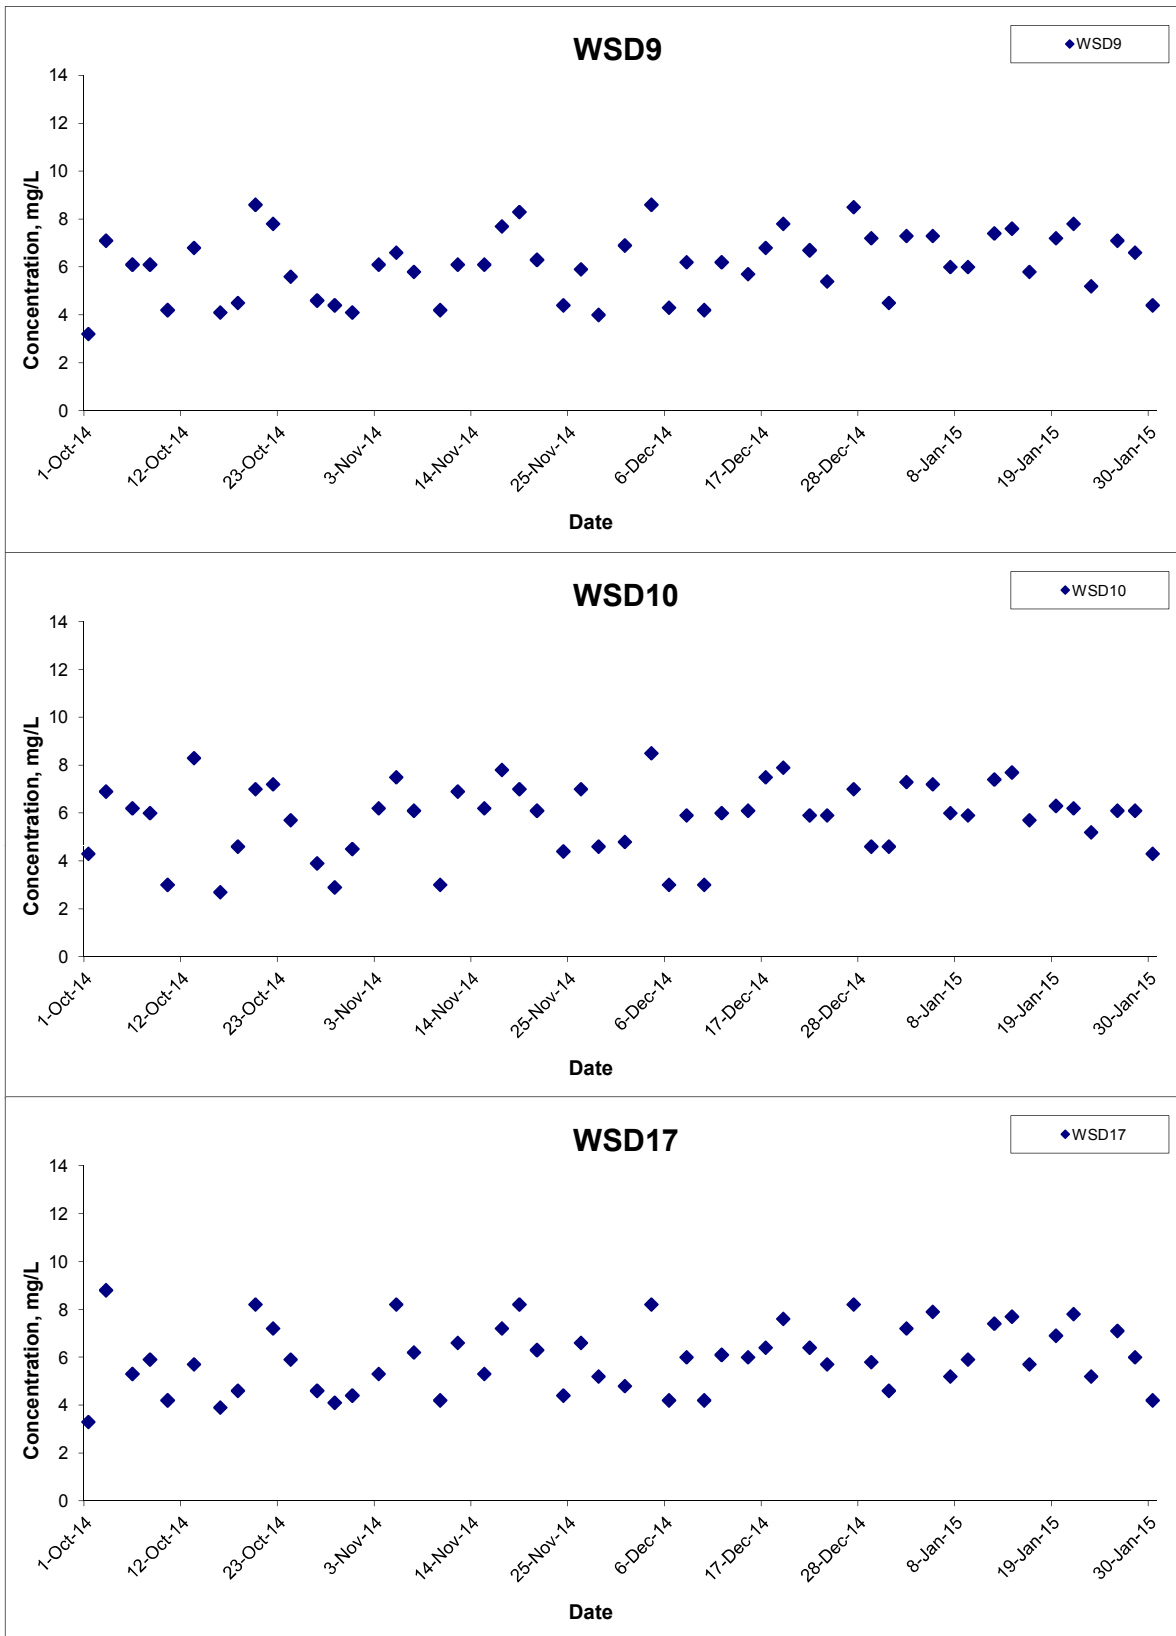 WSD9
WSD9
Concentration, mg/L
14
12
10
8
6
4
2
0
1-Oct-14
12-Oct-14
23-Oct-14
3-Nov-14
14-Nov-14
25-Nov-14
6-Dec-14
17-Dec-14
28-Dec-14
8-Jan-15
19-Jan-15
30-Jan-15
Date
WSD10
WSD10
Concentration, mg/L
14
12
10
8
6
4
2
0
1-Oct-14
12-Oct-14
23-Oct-14
3-Nov-14
14-Nov-14
25-Nov-14
6-Dec-14
17-Dec-14
28-Dec-14
8-Jan-15
19-Jan-15
30-Jan-15
Date
WSD17
WSD17
Concentration, mg/L
14
12
10
8
6
4
2
0
1-Oct-14
12-Oct-14
23-Oct-14
3-Nov-14
14-Nov-14
25-Nov-14
6-Dec-14
17-Dec-14
28-Dec-14
8-Jan-15
19-Jan-15
30-Jan-15
Date